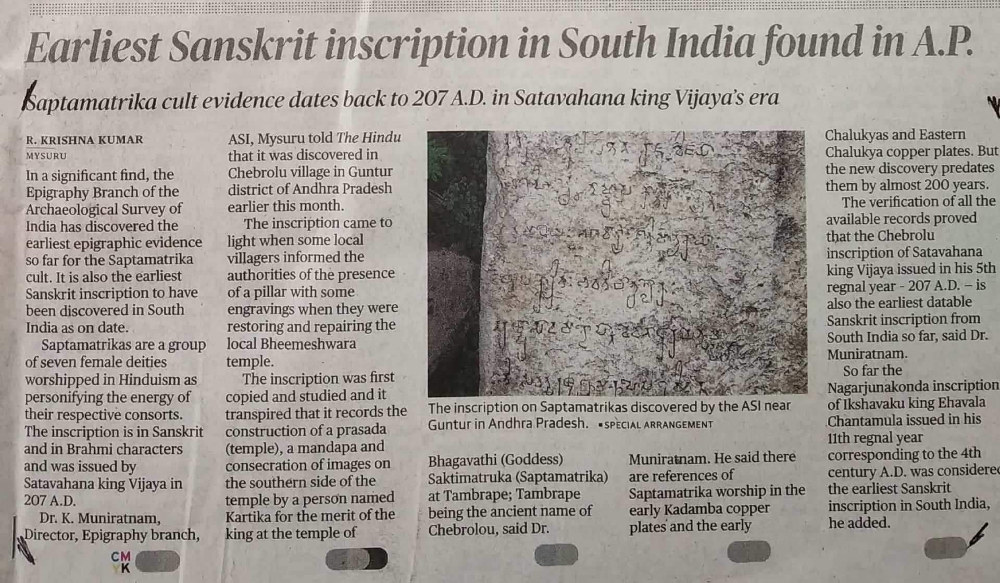 Earliest Sanskrit inscription in South India found in A.P.
Saptamatrika cult evidence dates back to 207 A.D. in Satavahana king Vijaya's era
R. KRISHNA KUMAR
MYSURU
In a significant find, the
Epigraphy Branch of the
Archaeological Survey of
India has discovered the
earliest epigraphic evidence
so far for the Saptamatrika
cult. It is also the earliest
Sanskrit inscription to have
been discovered in South
India as on date.
Saptamatrikas are a group
of seven female deities
worshipped in Hinduism as
personifying the energy of
their respective consorts.
The inscription is in Sanskrit
and in Brahmi characters
and was issued by
Satavahana king Vijaya in
207 A.D.
Dr. K. Muniratnam,
Director, Epigraphy branch,
ASI, Mysuru told The Hindu
that it was discovered in
Chebrolu village in Guntur
district of Andhra Pradesh
earlier this month.
The inscription came to
light when some local
villagers informed the
authorities of the presence
of a pillar with some
engravings when they were
restoring and repairing the
local Bheemeshwara
temple.
The inscription was first
copied and studied and it
transpired that it records the
construction of a prasada
(temple), a mandapa and
consecration of images on
the southern side of the
temple by a person named
Kartika for the merit of the
king at the temple of
The inscription on Saptamatrikas discovered by the ASI near
Guntur in Andhra Pradesh. ▪SPECIAL ARRANGEMENT
Bhagavathi (Goddess)
Saktimatruka (Saptamatrika)
at Tambrape; Tambrape
being the ancient name of
Chebrolou, said Dr.
Muniratnam. He said there
are references of
Saptamatrika worship in the
early Kadamba copper
plates and the early
Chalukyas and Eastern
Chalukya copper plates. But
the new discovery predates
them by almost 200 years.
The verification of all the
available records proved
that the Chebrolu
inscription of Satavahana
king Vijaya issued in his 5th
regnal year - 207 A.D. – is
also the earliest datable
Sanskrit inscription from
South India so far, said Dr.
Muniratnam.
So far the
Nagarjunakonda inscription
of Ikshavaku king Ehavala
Chantamula issued in his
11th regnal year
corresponding to the 4th
century A.D. was considered
the earliest Sanskrit
inscription in South India,
he added.
CM
YK